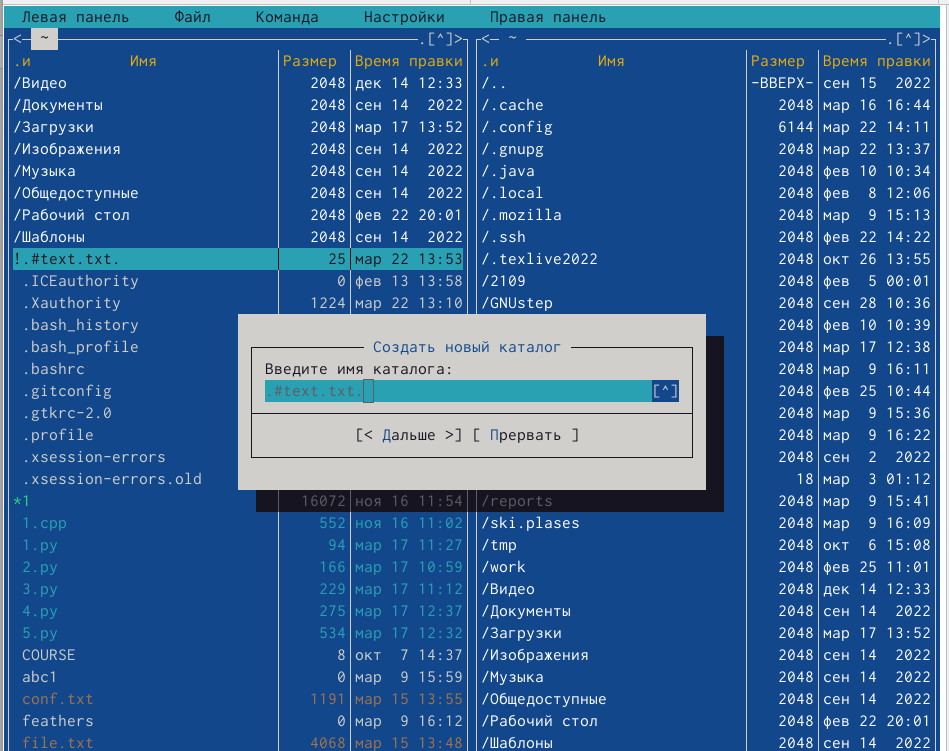 Левая панель Файл Команда Настройки Правая панель
<— ~ .[^]> <— ~ .[^]>
.и Имя Размер Время правки .и Имя Размер Время правки
/Видео 2048 дек 14 12:33 /.. -ВВЕРХ- сен 15 2022
/Документы 2048 сен 14 2022 /.cache 2048 мар 16 16:44
/Загрузки 2048 мар 17 13:52 /.config 6144 мар 22 14:11
/Изображения 2048 сен 14 2022 /.gnupg 2048 мар 22 13:37
/Музыка 2048 сен 14 2022 /.java 2048 фев 10 10:34
/Общедоступные 2048 сен 14 2022 /.local 2048 фев 8 12:06
/Рабочий стол 2048 фев 22 20:01 /.mozilla 2048 мар 9 15:13
/Шаблоны 2048 сен 14 2022 /.ssh 2048 фев 22 14:22
!.#text.txt. 25 мар 22 13:53 /.texlive2022 2048 окт 26 13:55
.ICEauthority 0 фев 13 13:58 /2109 2048 фев 5 00:01
.Xauthority 1224 мар 22 13:10 /GNUstep 2048 сен 28 10:36
.bash_history 2048 фев 10 10:39
.bash_profile Создать новый каталог 2048 мар 17 12:38
.bashrc Введите имя каталога: 2048 мар 9 16:11
.gitconfig .#text.txt. [^] 2048 фев 25 10:44
.gtkrc-2.0 2048 мар 9 15:36
.profile [< Дальше >] [ Прервать ] 2048 мар 9 16:22
.xsession-errors 2048 сен 2 2022
.xsession-errors.old 18 мар 3 01:12
*1 16072 ноя 16 11:54 /reports 2048 мар 9 15:41
1.cpp 552 ноя 16 11:02 /ski.plases 2048 мар 9 16:09
1.py 94 мар 17 11:27 /tmp 2048 окт 6 15:08
2.py 166 мар 17 10:59 /work 2048 фев 25 11:01
3.py 229 мар 17 11:12 /Видео 2048 дек 14 12:33
4.py 275 мар 17 12:37 /Документы 2048 сен 14 2022
5.py 534 мар 17 12:32 /Загрузки 2048 мар 17 13:52
COURSE 8 окт 7 14:37 /Изображения 2048 сен 14 2022
abc1 0 мар 9 15:59 /Музыка 2048 сен 14 2022
conf.txt 1191 мар 15 13:55 /Общедоступные 2048 сен 14 2022
feathers 0 мар 9 16:12 /Рабочий стол 2048 фев 22 20:01
file.txt 4068 мар 15 13:48 /Шаблоны 2048 сен 14 2022